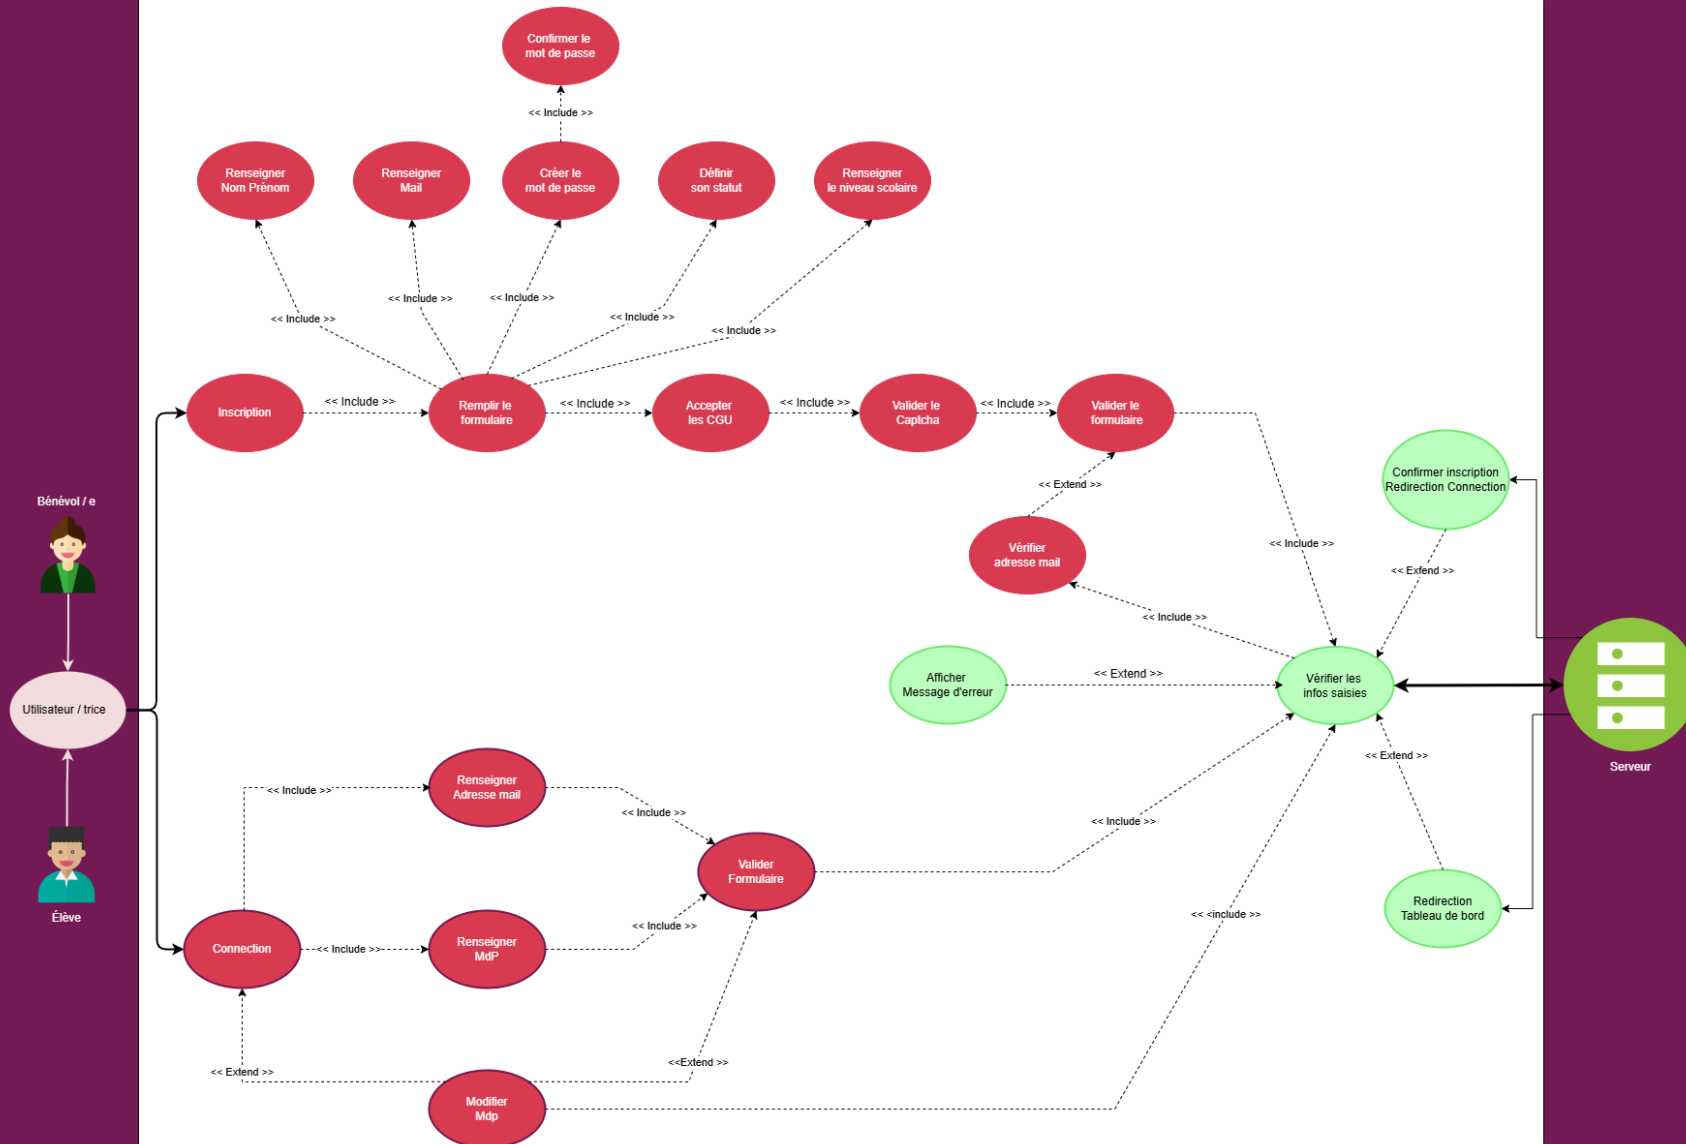 Confirmer le
mot de passe
<< Include >>
Renseigner
Nom Prénom
Renseigner
Mail
Créer le
mot de passe
Définir
son statut
Renseigner
le niveau scolaire
<< Include >>
<< Include >>
<< Include >>
<< Include >>
<< Include >>
Inscription
<< Include >>
Remplir le
formulaire
<< Include >>
Accepter
les CGU
<< Include >>
Valider le
Captcha
<< Include >>
Valider le
formulaire
Confirmer inscription
Redirection Connection
<< Extend >>
Bénévol / e
Vérifier
adresse mail
<< Include >>
<< Extend >>
<< Include >>
Afficher
Message d'erreur
<< Extend >>
Vérifier les
infos saisies
Utilisateur / trice
Serveur
<< Extend >>
Renseigner
Adresse mail
<< Include >>
<< Include >>
<< Include >>
Valider
Formulaire
Redirection
Tableau de bord
Élève
<< <include >>
Connection
<< Include >>
Renseigner
MdP
<< Include >>
<< Extend >>
<<Extend >>
Modifier
Mdp